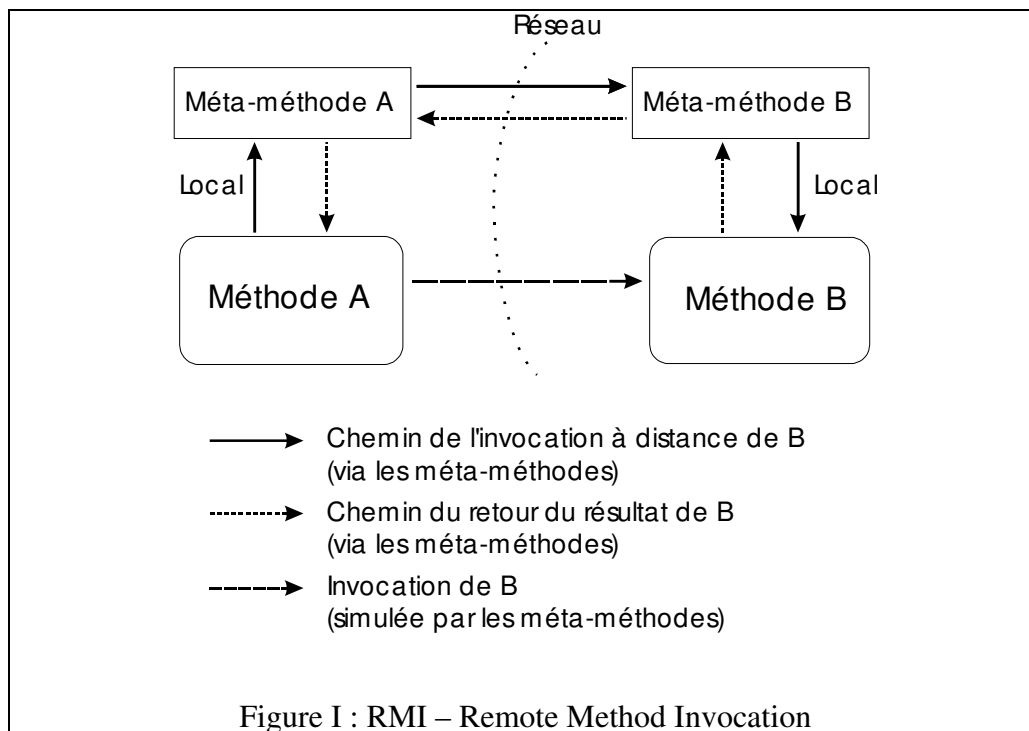 Réseau
Méta-méthode A
Méta-méthode B
Local
Local
Méthode A
Méthode B
Chemin de l'invocation à distance de B
(via les méta-méthodes)
Chemin du retour du résultat de B
(via les méta-méthodes)
Invocation de B
(simulée par les méta-méthodes)
Figure I : RMI – Remote Method Invocation